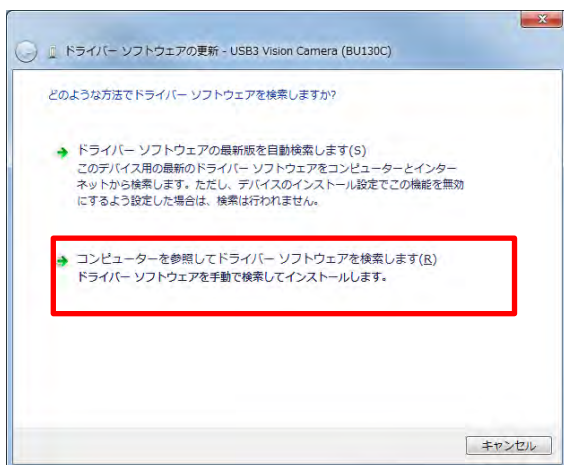 ドライバー ソフトウェアの更新 - USB3 Vision Camera (BU130C)
どのような方法でドライバー ソフトウェアを検索しますか?
ドライバー ソフトウェアの最新版を自動検索します(S)
このデバイス用の最新のドライバー ソフトウェアをコンピューターとインター
ネットから検索します。ただし、デバイスのインストール設定でこの機能を無効
にするよう設定した場合は、検索は行われません。
コンピューターを参照してドライバー ソフトウェアを検索します(R)
ドライバー ソフトウェアを手動で検索してインストールします。
キャンセル